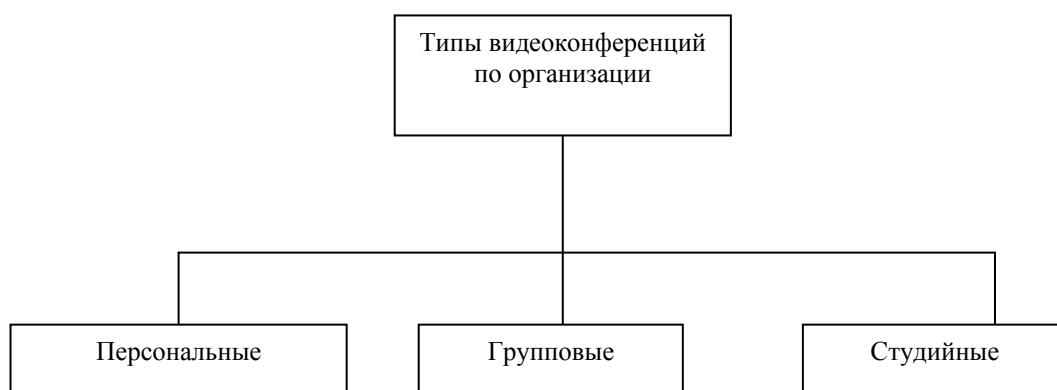 Типы видеоконференций
по организации
Персональные
Групповые
Студийные